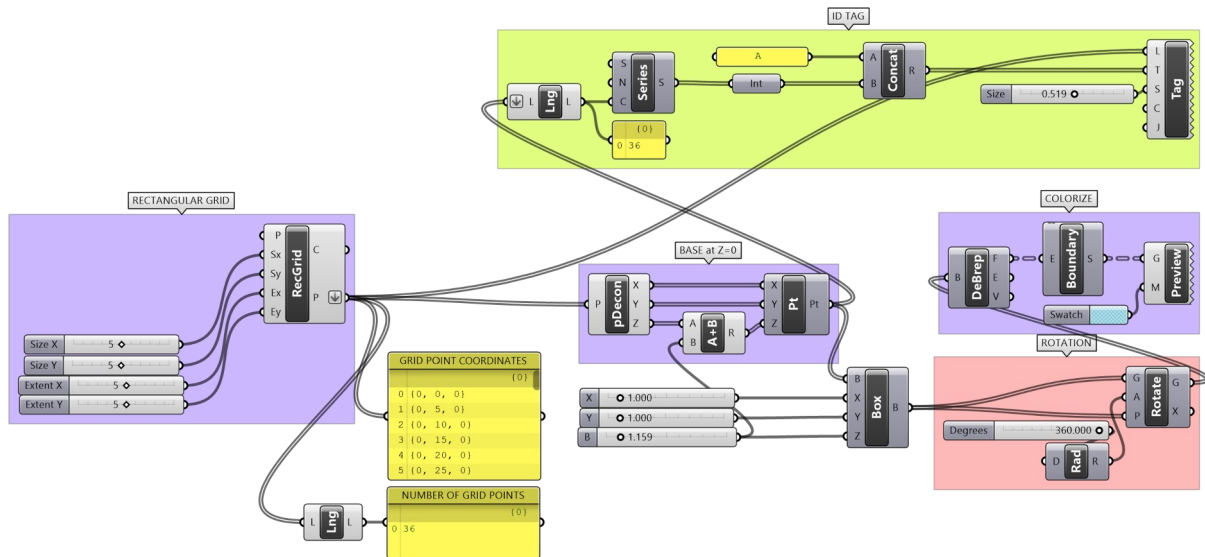 ID TAG
L
Lng
L
S
N
C
Series
S
{0}
0 36
A
Int
A
B
Concat
R
Size 0.519
L
T
S
C
J
Tag
RECTANGULAR GRID
P
Sx
Sy
Ex
Ey
RecGrid
C
P
Size X 5
Size Y 5
Extent X 5
Extent Y 5
GRID POINT COORDINATES
{0}
0 {0, 0, 0}
1 {0, 5, 0}
2 {0, 10, 0}
3 {0, 15, 0}
4 {0, 20, 0}
5 {0, 25, 0}
L
Lng
L
NUMBER OF GRID POINTS
{0}
0 36
BASE at Z=0
P
pDecon
X
Y
Z
A
B
A+B
R
X
Y
Z
Pt
Pt
X 1.000
Y 1.000
B 1.159
B
X
Y
Z
Box
B
COLORIZE
B
DeBrep
F
E
V
E
Boundary
S
G
M
Preview
Swatch
ROTATION
G
A
P
Rotate
G
X
Degrees 360.000
D
Rad
R